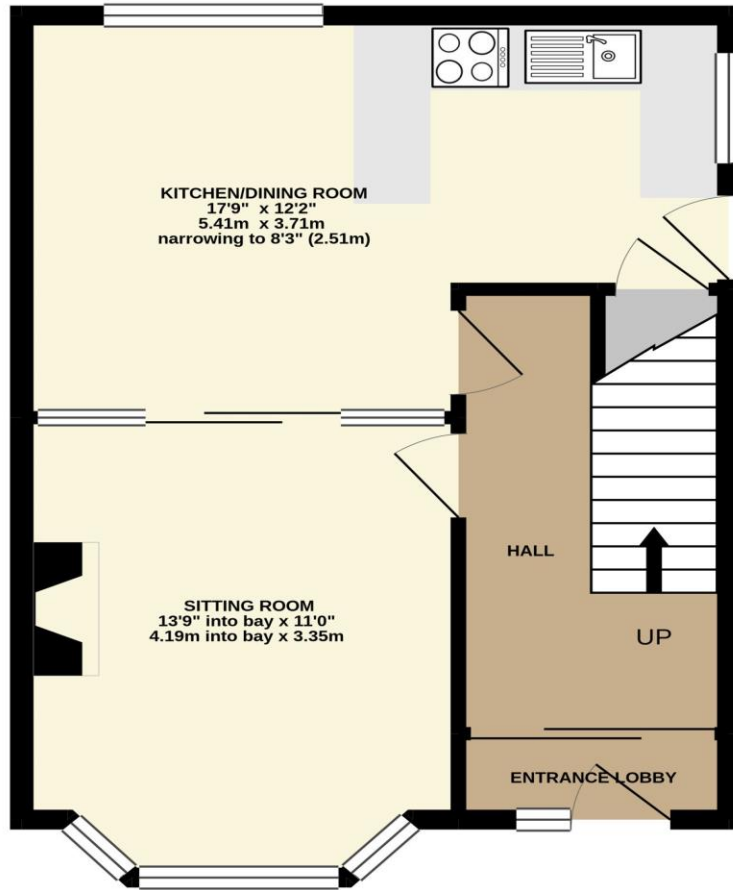 KITCHEN/DINING ROOM
17'9" x 12'2"
5.41m x 3.71m
narrowing to 8'3" (2.51m)
HALL
SITTING ROOM
13'9" into bay x 11'0"
4.19m into bay x 3.35m
UP
ENTRANCE LOBBY